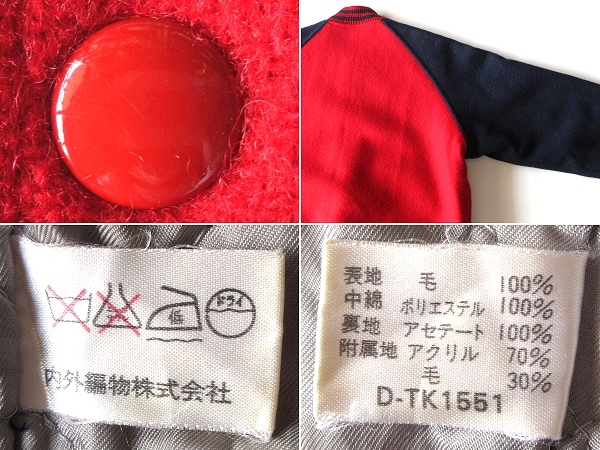 低
ドライ
内外編物株式会社
表地 毛 100%
中綿 ポリエステル 100%
裏地 アセテート 100%
附属地 アクリル 70%
毛 30%
D-TK1551